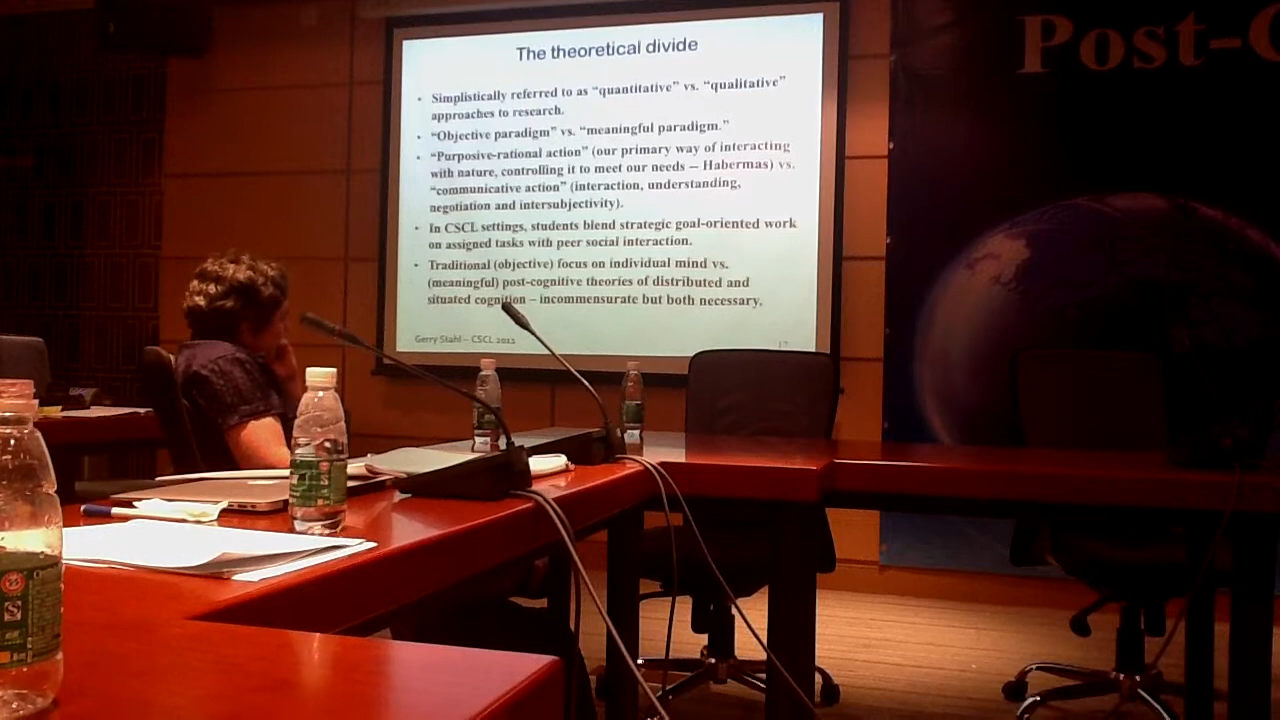 The theoretical divide
• Simplistically referred to as “quantitative” vs. “qualitative”
approaches to research.
• “Objective paradigm” vs. “meaningful paradigm.”
• “Purposive-rational action” (our primary way of interacting
with nature, controlling it to meet our needs – Habermas) vs.
“communicative action” (interaction, understanding,
negotiation and intersubjectivity).
• In CSCL settings, students blend strategic goal-oriented work
on assigned tasks with peer social interaction.
• Traditional (objective) focus on individual mind vs.
(meaningful) post-cognitive theories of distributed and
situated cognition – incommensurate but both necessary.
Gerry Stahl – CSCL 2011
Post-C